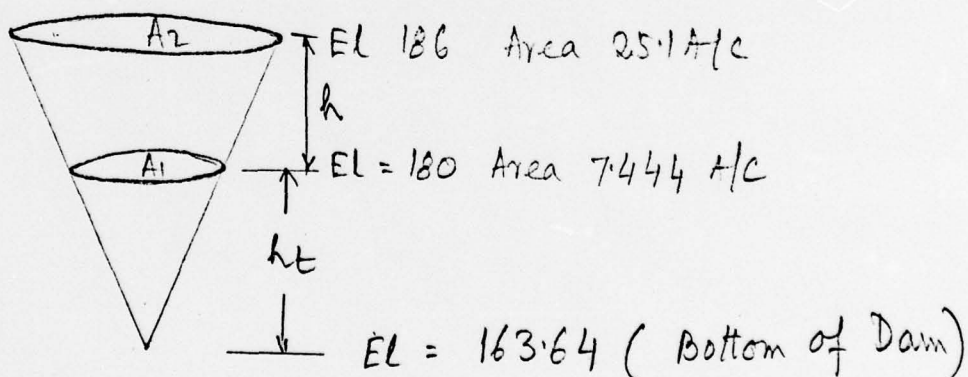 A2 El 186 Area 25.1 A/c
h
A1 El = 180 Area 7.444 A/c
ht
El = 163.64 ( Bottom of Dam)